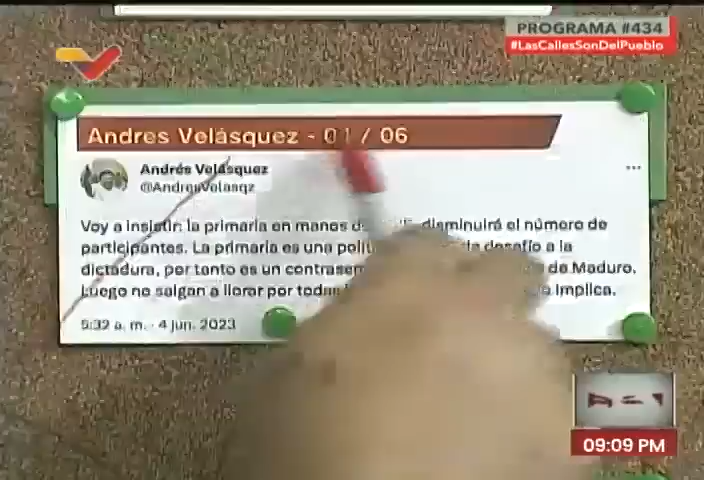 PROGRAMA #434
#LasCallesSonDelPueblo
Andres Velásquez - 01 / 06
Andrés Velásquez
@AndresVelasqz
Voy a insistir: la primaria en manos disminuirá el número de
participantes. La primaria es una desafío a la
dictadura, por tanto es un de Maduro.
Luego no salgan a llorar por implica.
5:32 a. m. · 4 jun. 2023
09:09 PM